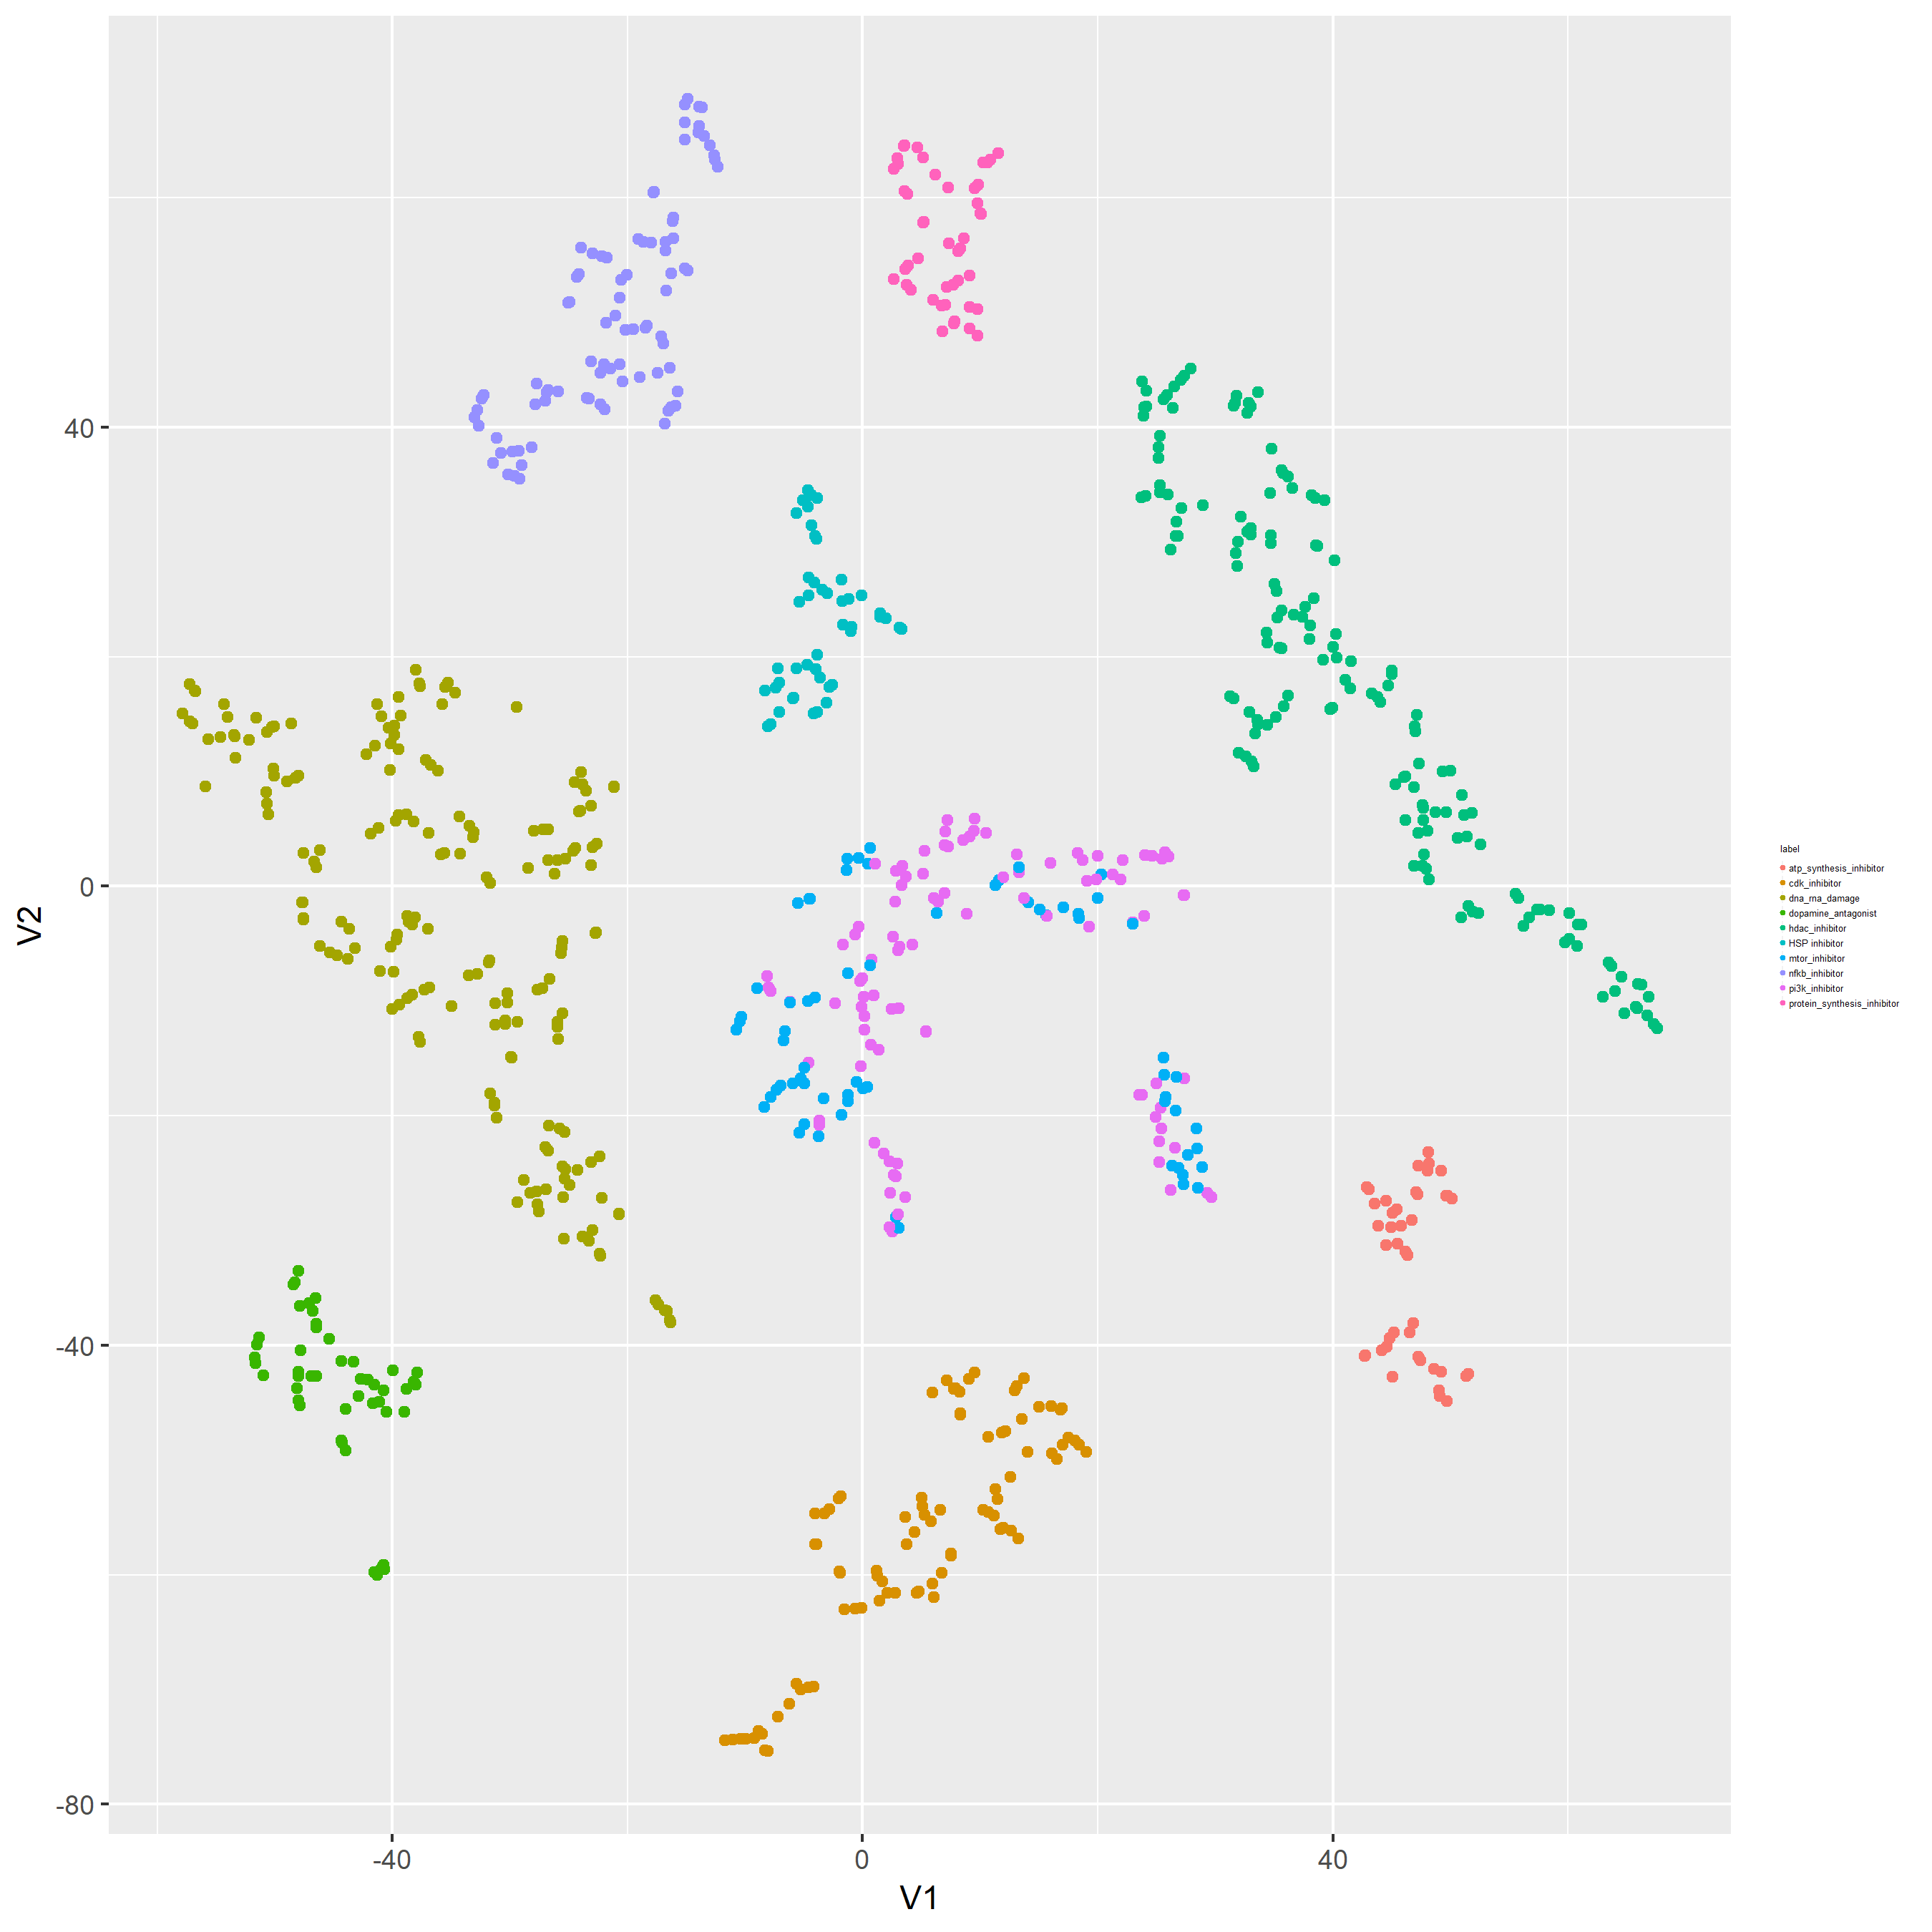 V2
40
0
-40
-80
-40
0
40
V1
label
atp_synthesis_inhibitor
cdk_inhibitor
dna_rna_damage
dopamine_antagonist
hdac_inhibitor
HSP inhibitor
mtor_inhibitor
nfkb_inhibitor
pi3k_inhibitor
protein_synthesis_inhibitor